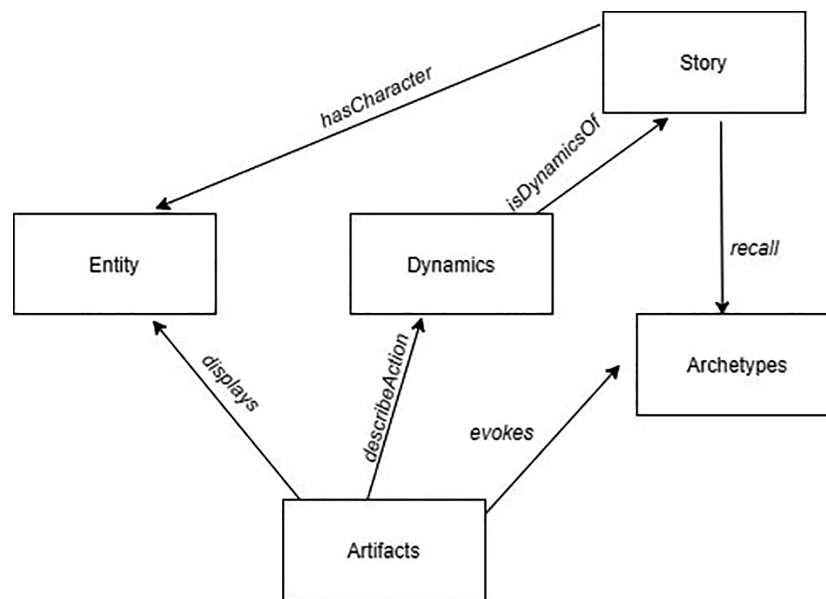 Story
hasCharacter
isDynamicsOf
Entity
Dynamics
recall
Archetypes
displays
describeAction
evokes
Artifacts